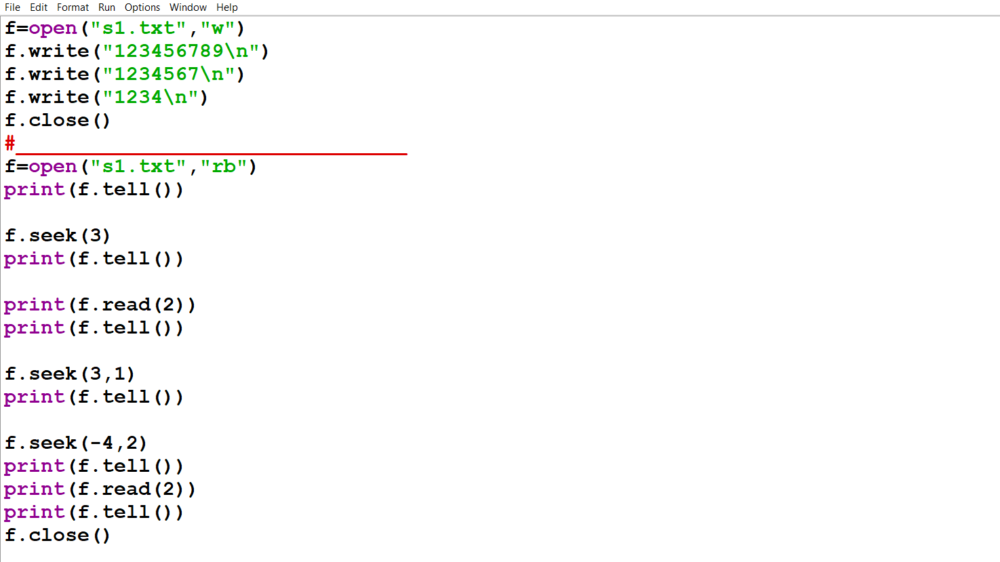 File Edit Format Run Options Window Help
f=open("s1.txt","w")
f.write("123456789\n")
f.write("1234567\n")
f.write("1234\n")
f.close()
#________________________________
f=open("s1.txt","rb")
print(f.tell())
f.seek(3)
print(f.tell())
print(f.read(2))
print(f.tell())
f.seek(3,1)
print(f.tell())
f.seek(-4,2)
print(f.tell())
print(f.read(2))
print(f.tell())
f.close()